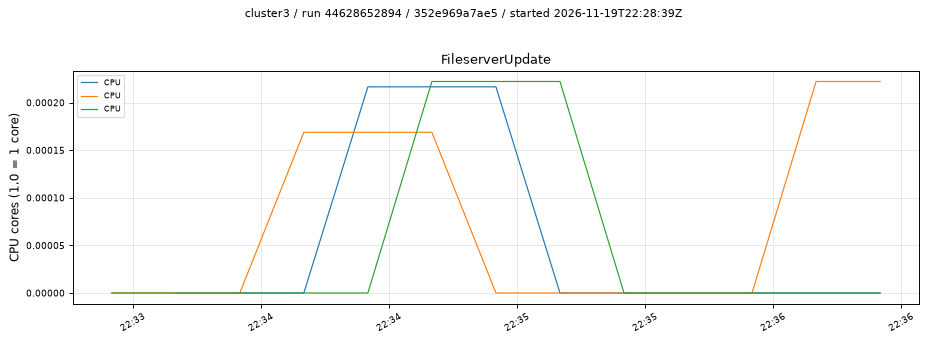 cluster3 / run 44628652894 / 352e969a7ae5 / started 2026-11-19T22:28:39Z
FileserverUpdate
CPU
CPU
CPU
CPU cores (1.0 = 1 core)
0.00020
0.00015
0.00010
0.00005
0.00000
22:33
22:34
22:34
22:35
22:35
22:36
22:36